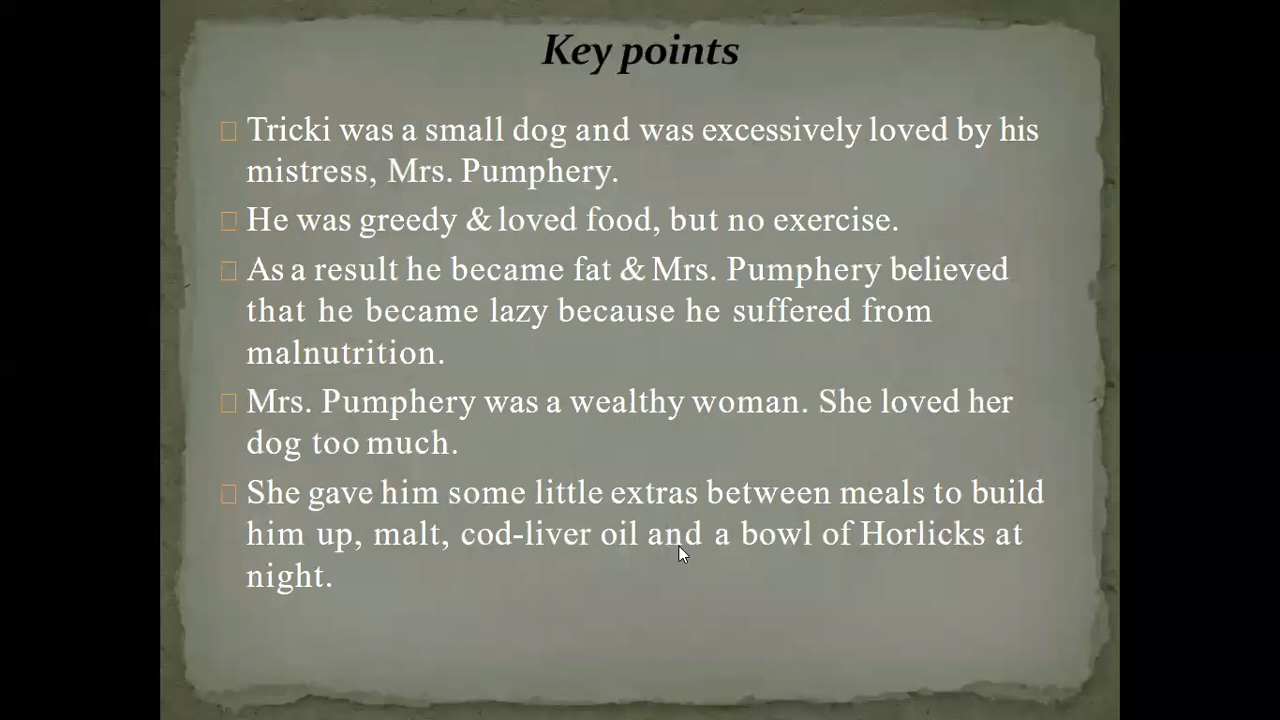 Key points
Tricki was a small dog and was excessively loved by his
mistress, Mrs. Pumphery.
He was greedy & loved food, but no exercise.
As a result he became fat & Mrs. Pumphery believed
that he became lazy because he suffered from
malnutrition.
Mrs. Pumphery was a wealthy woman. She loved her
dog too much.
She gave him some little extras between meals to build
him up, malt, cod-liver oil and a bowl of Horlicks at
night.